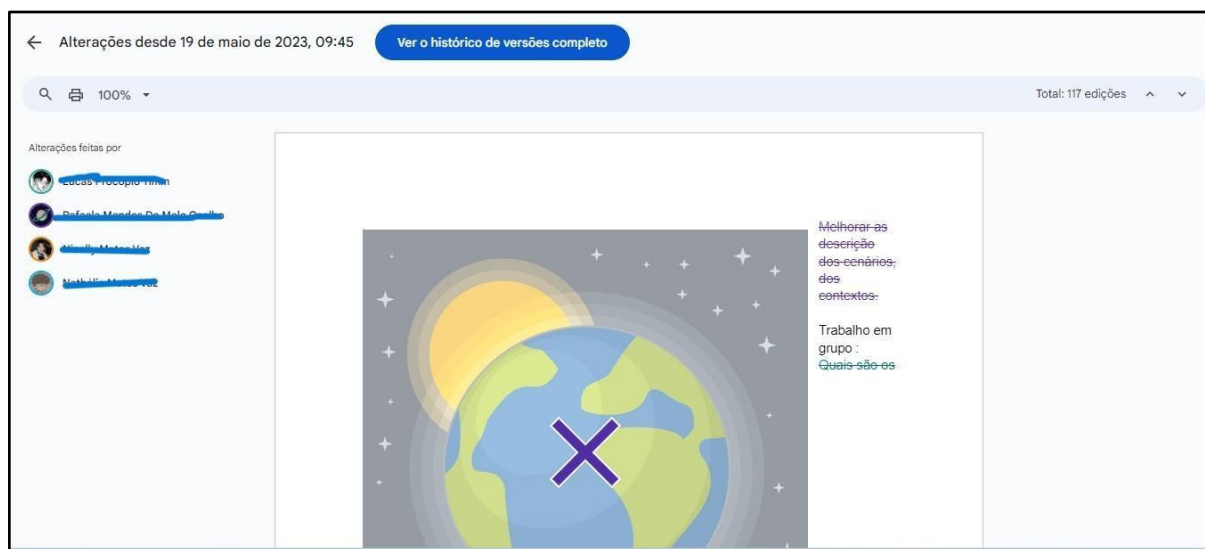 Alterações desde 19 de maio de 2023, 09:45
Ver o histórico de versões completo
100%
Total: 117 edições
Alterações feitas por
Melhorar as
descrição
dos cenários,
dos
contextos.
Trabalho em
grupo :
Quais são os